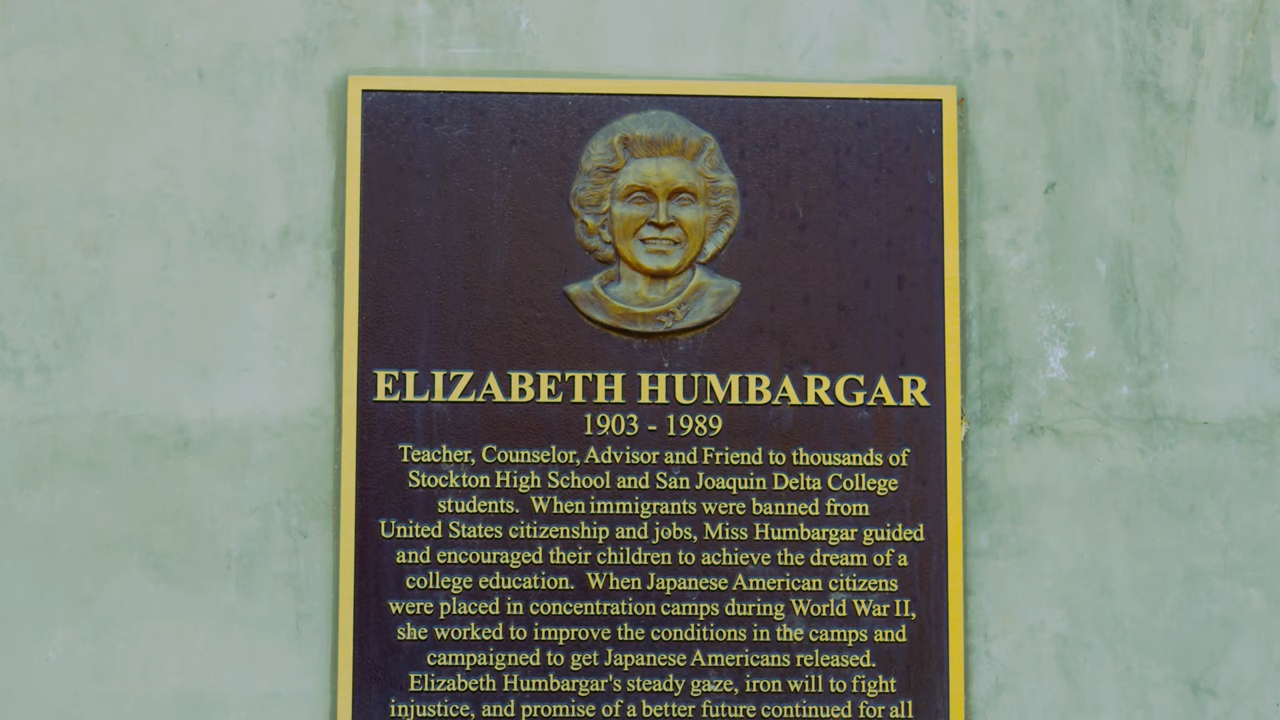 ELIZABETH HUMBARGAR
1903 - 1989
Teacher, Counselor, Advisor and Friend to thousands of
Stockton High School and San Joaquin Delta College
students. When immigrants were banned from
United States citizenship and jobs, Miss Humbargar guided
and encouraged their children to achieve the dream of a
college education. When Japanese American citizens
were placed in concentration camps during World War II,
she worked to improve the conditions in the camps and
campaigned to get Japanese Americans released.
Elizabeth Humbargar's steady gaze, iron will to fight
injustice, and promise of a better future continued for all